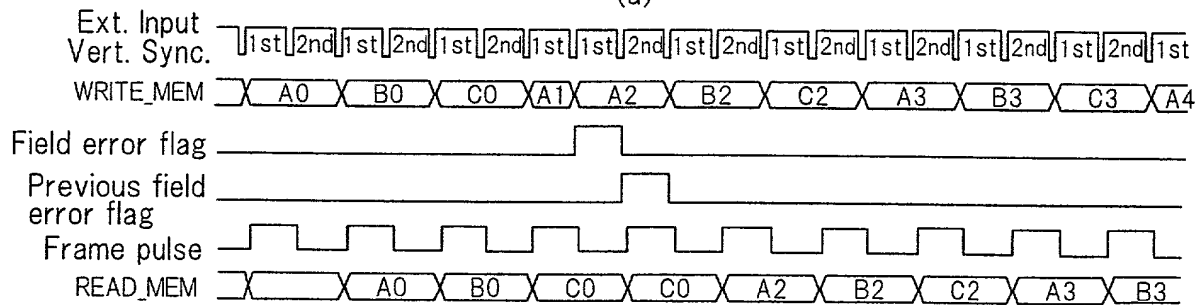 (a)
Ext. Input
Vert. Sync.
1st 2nd 1st 2nd 1st 2nd 1st 1st 2nd 1st 2nd 1st 2nd 1st 2nd 1st 2nd 1st 2nd 1st
WRITE_MEM A0 B0 C0 A1 A2 B2 C2 A3 B3 C3 A4
Field error flag
Previous field
error flag
Frame pulse
READ_MEM A0 B0 C0 C0 A2 B2 C2 A3 B3